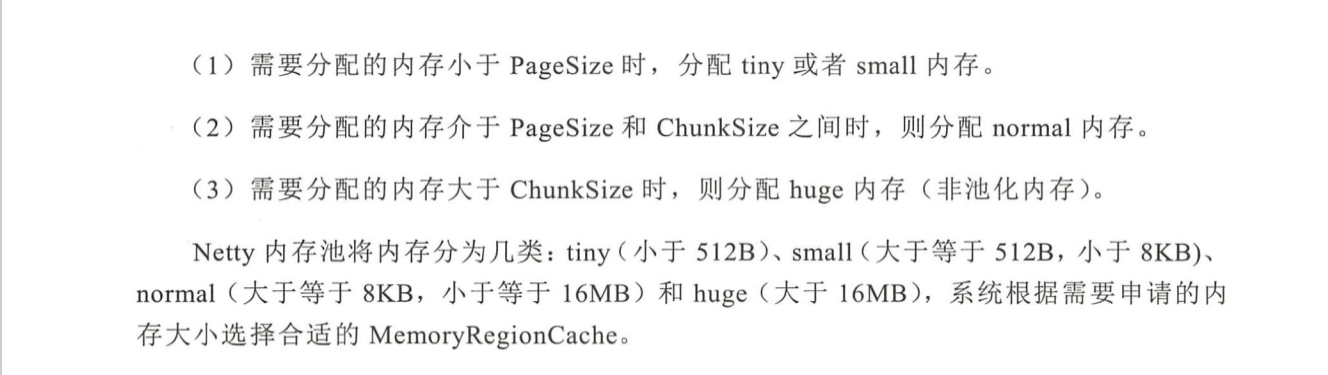 （1）需要分配的内存小于 PageSize 时，分配 tiny 或者 small 内存。
（2）需要分配的内存介于 PageSize 和 ChunkSize 之间时，则分配 normal 内存。
（3）需要分配的内存大于 ChunkSize 时，则分配 huge 内存（非池化内存）。
Netty 内存池将内存分为几类：tiny（小于 512B）、small（大于等于 512B，小于 8KB)、
normal（大于等于 8KB，小于等于 16MB）和 huge（大于 16MB），系统根据需要申请的内
存大小选择合适的 MemoryRegionCache。